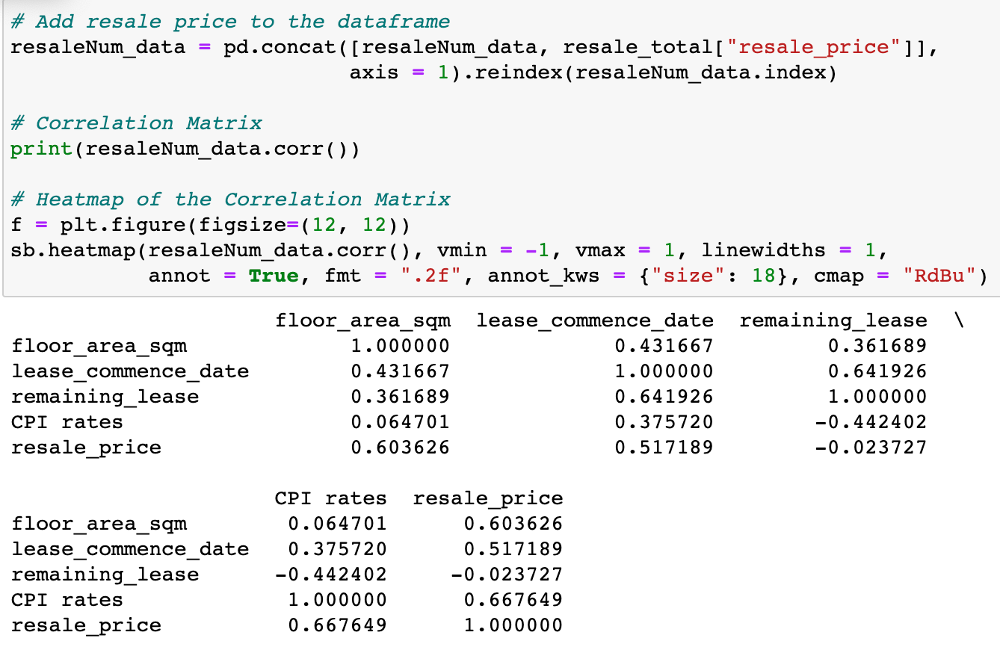 # Add resale price to the dataframe
resaleNum_data = pd.concat([resaleNum_data, resale_total["resale_price"]],
axis = 1).reindex(resaleNum_data.index)
# Correlation Matrix
print(resaleNum_data.corr())
# Heatmap of the Correlation Matrix
f = plt.figure(figsize=(12, 12))
sb.heatmap(resaleNum_data.corr(), vmin = -1, vmax = 1, linewidths = 1,
annot = True, fmt = ".2f", annot_kws = {"size": 18}, cmap = "RdBu")
floor_area_sqm lease_commence_date remaining_lease \
floor_area_sqm 1.000000 0.431667 0.361689
lease_commence_date 0.431667 1.000000 0.641926
remaining_lease 0.361689 0.641926 1.000000
CPI rates 0.064701 0.375720 -0.442402
resale_price 0.603626 0.517189 -0.023727
CPI rates resale_price
floor_area_sqm 0.064701 0.603626
lease_commence_date 0.375720 0.517189
remaining_lease -0.442402 -0.023727
CPI rates 1.000000 0.667649
resale_price 0.667649 1.000000